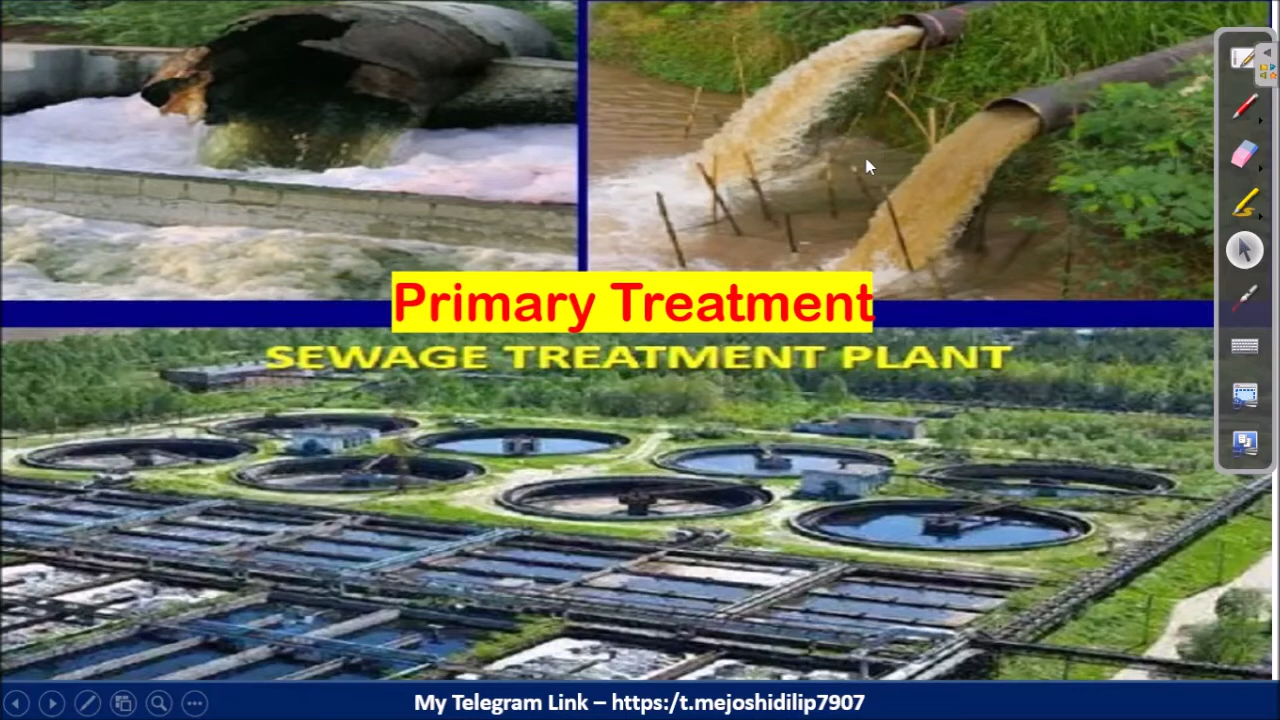 Primary Treatment
SEWAGE TREATMENT PLANT
My Telegram Link – https:/t.mejoshidilip7907